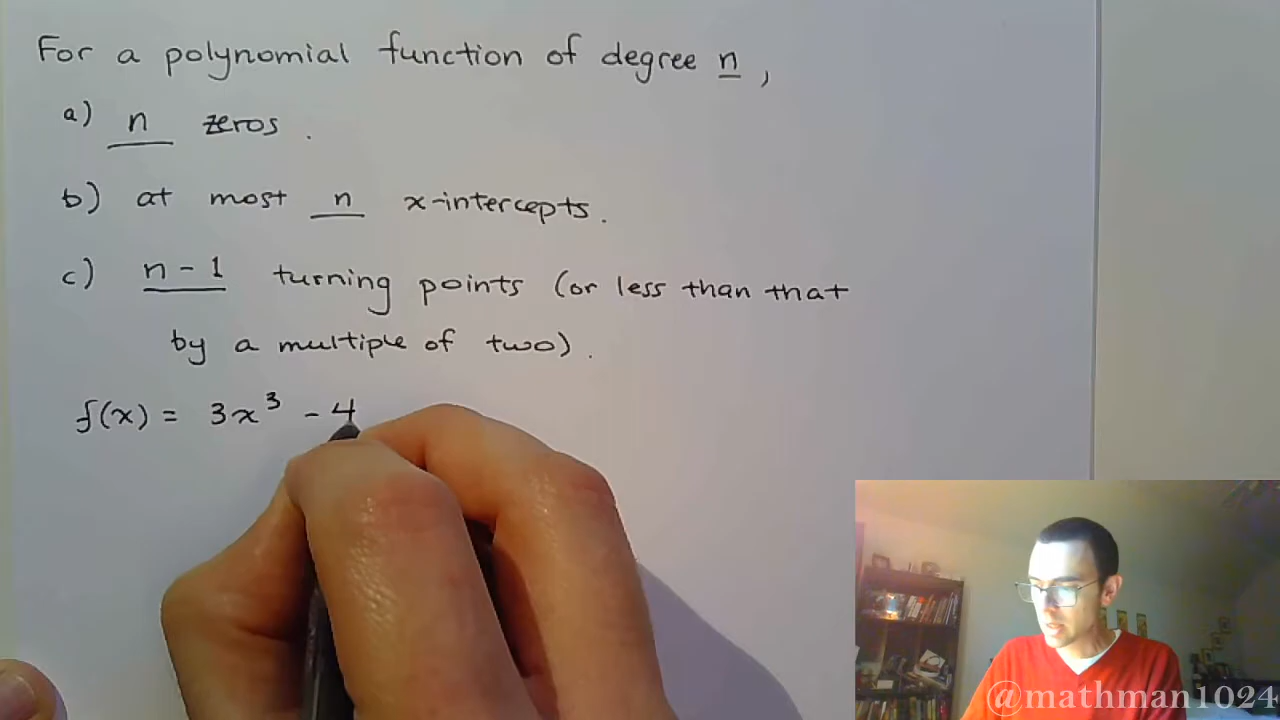 For a polynomial function of degree n,
a) n zeros.
b) at most n x-intercepts.
c) n - 1 turning points (or less than that
by a multiple of two).
f(x) = 3x³ - 4
@mathman1024